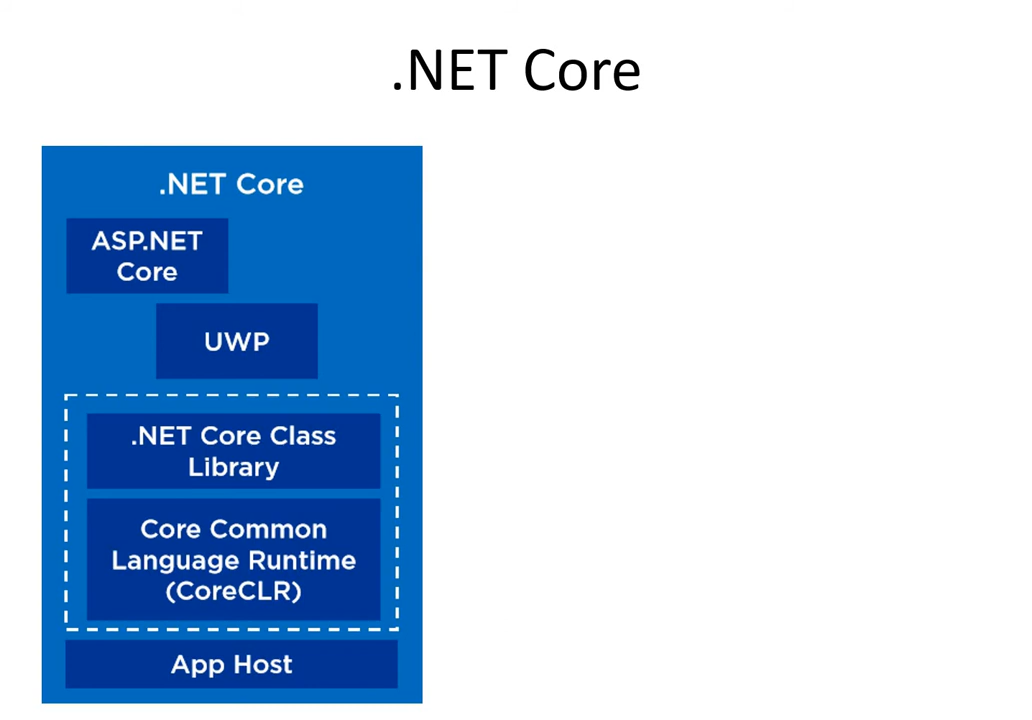 .NET Core
.NET Core
ASP.NET
Core
UWP
.NET Core Class
Library
Core Common
Language Runtime
(CoreCLR)
App Host